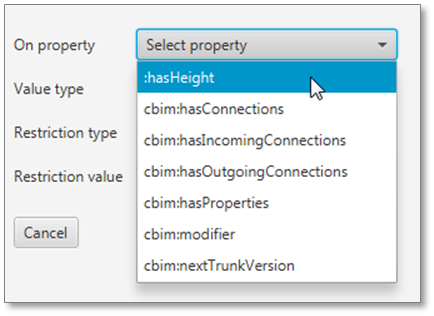 On property
Select property
:hasHeight
Value type
cbim:hasConnections
Restriction type
cbim:hasIncomingConnections
cbim:hasOutgoingConnections
Restriction value
cbim:hasProperties
Cancel
cbim:modifier
cbim:nextTrunkVersion